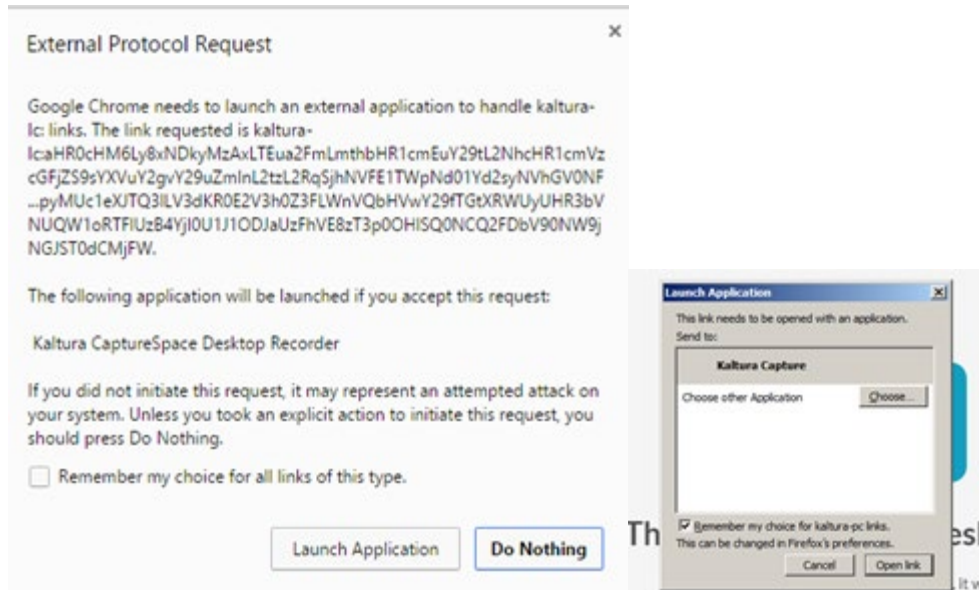 External Protocol Request
Google Chrome needs to launch an external application to handle kaltura-
lc: links. The link requested is kaltura-
lc:aHR0cHM6Ly8xNDkyMzAxLTEua2FmLmthbHR1cmEuY29tL2NhcHR1cmVz
cGFjZS9sYXVuY2gvY29uZmlnL2tzL2RqSjhNVFE1TWpNd01Yd2syNVhGV0NF
...pyMUc1eXJTQ3lLV3dKR0E2V3h0Z3FLWnVQbHVwY29fTGtXRWUyUHR3bV
NUQW1oRTFlUzB4YjI0U1J1ODJaUzFhVE8zT3p0OHlSQ0NCQ2FDbV90NW9j
NGJST0dCMjFW.
The following application will be launched if you accept this request:
Kaltura CaptureSpace Desktop Recorder
If you did not initiate this request, it may represent an attempted attack on
your system. Unless you took an explicit action to initiate this request, you
should press Do Nothing.
Remember my choice for all links of this type.
Launch Application
Do Nothing
Launch Application
This link needs to be opened with an application.
Send to:
Kaltura Capture
Choose other Application
Choose...
Remember my choice for kaltura-pc links.
This can be changed in Firefox's preferences.
Cancel
Open link
Th
es
it w